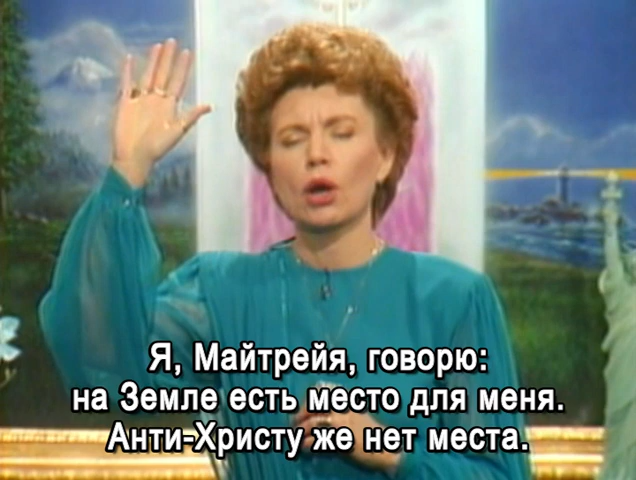 Я, Майтрейя, говорю:
на Земле есть место для меня.
Анти-Христу же нет места.